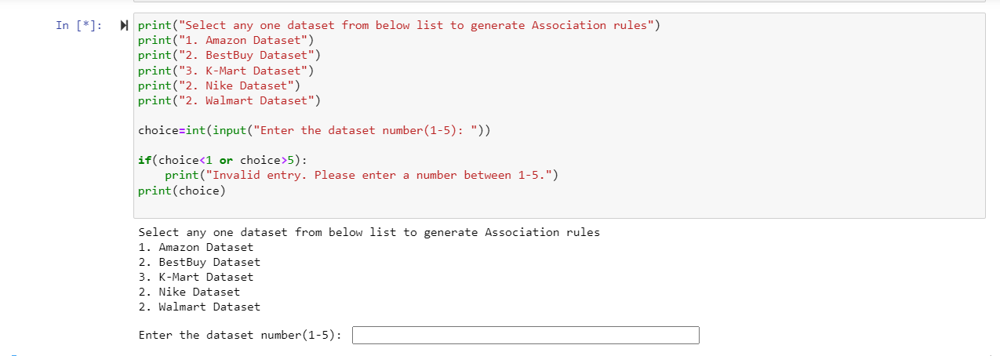 In [*]:
print("Select any one dataset from below list to generate Association rules")
print("1. Amazon Dataset")
print("2. BestBuy Dataset")
print("3. K-Mart Dataset")
print("2. Nike Dataset")
print("2. Walmart Dataset")
choice=int(input("Enter the dataset number(1-5): "))
if(choice<1 or choice>5):
    print("Invalid entry. Please enter a number between 1-5.")
print(choice)
Select any one dataset from below list to generate Association rules
1. Amazon Dataset
2. BestBuy Dataset
3. K-Mart Dataset
2. Nike Dataset
2. Walmart Dataset
Enter the dataset number(1-5):